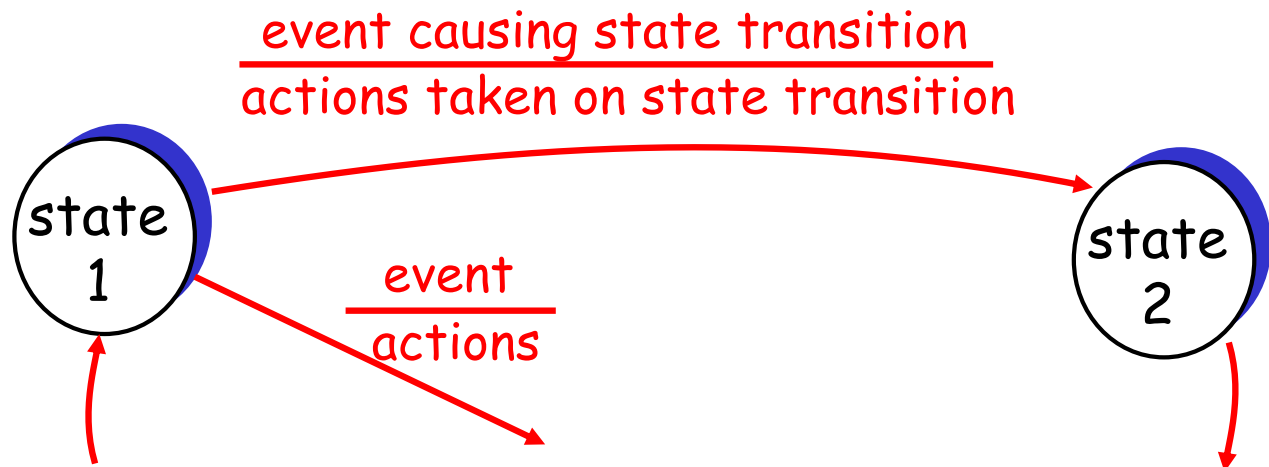 event causing state transition
actions taken on state transition
state
1
event
actions
state
2